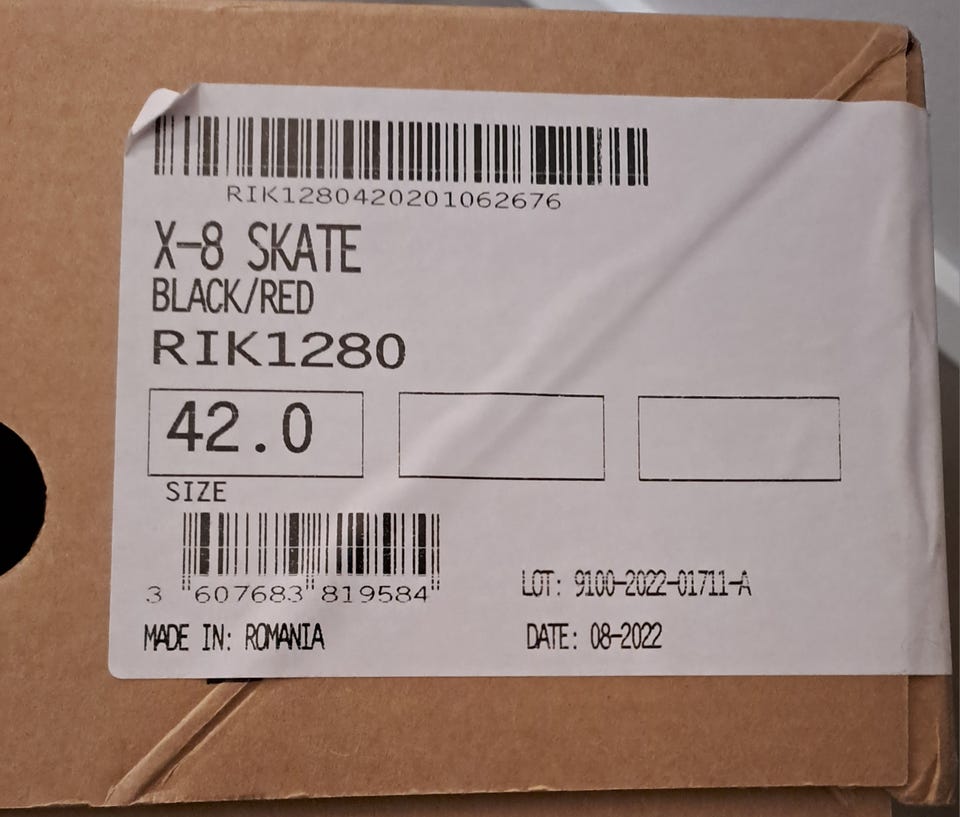 RIK1280420201062676
X-8 SKATE
BLACK/RED
RIK1280
42.0
SIZE
3 607683 819584
LOT: 9100-2022-01711-A
MADE IN: ROMANIA
DATE: 08-2022